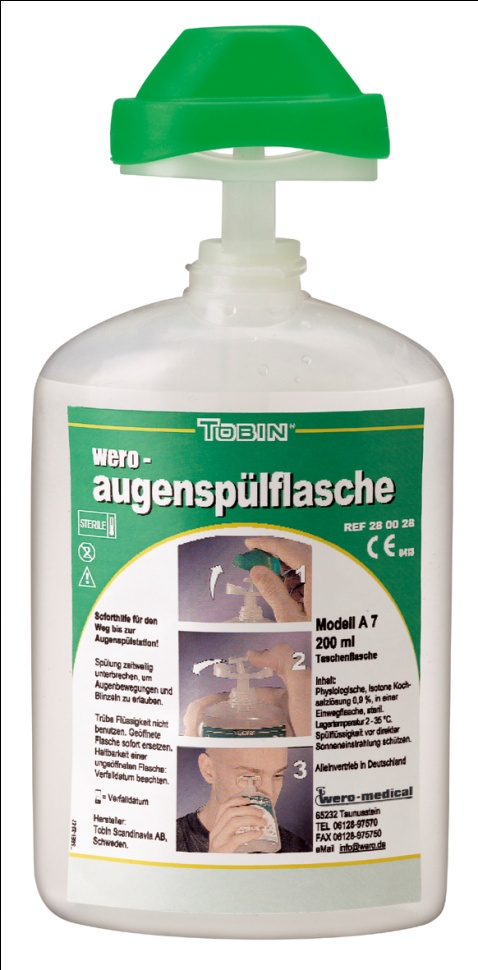 TOBIN
wero-
augenspülflasche
STERILE
REF 28 00 28
CE 0413
1
Soforthilfe für den
Weg bis zur
Augenspülstation!
Modell A 7
200 ml
Taschenflasche
2
Spülung zeitweilig
unterbrechen, um
Augenbewegungen und
Blinzeln zu erlauben.
Inhalt:
Physiologische, isotone Koch-
salzlösung 0,9 %, in einer
Einwegflasche, steril.
Lagertemperatur 2 - 35 °C.
Spülflüssigkeit vor direkter
Sonneneinstrahlung schützen.
Trübe Flüssigkeit nicht
benutzen. Geöffnete
Flasche sofort ersetzen.
Haltbarkeit einer
ungeöffneten Flasche:
Verfalldatum beachten.
3
Alleinvertrieb in Deutschland
= Verfalldatum
wero-medical
65232 Taunusstein
TEL 06128-97570
FAX 06128-975750
eMail info@wero.de
Hersteller:
Tobin Scandinavia AB,
Schweden.